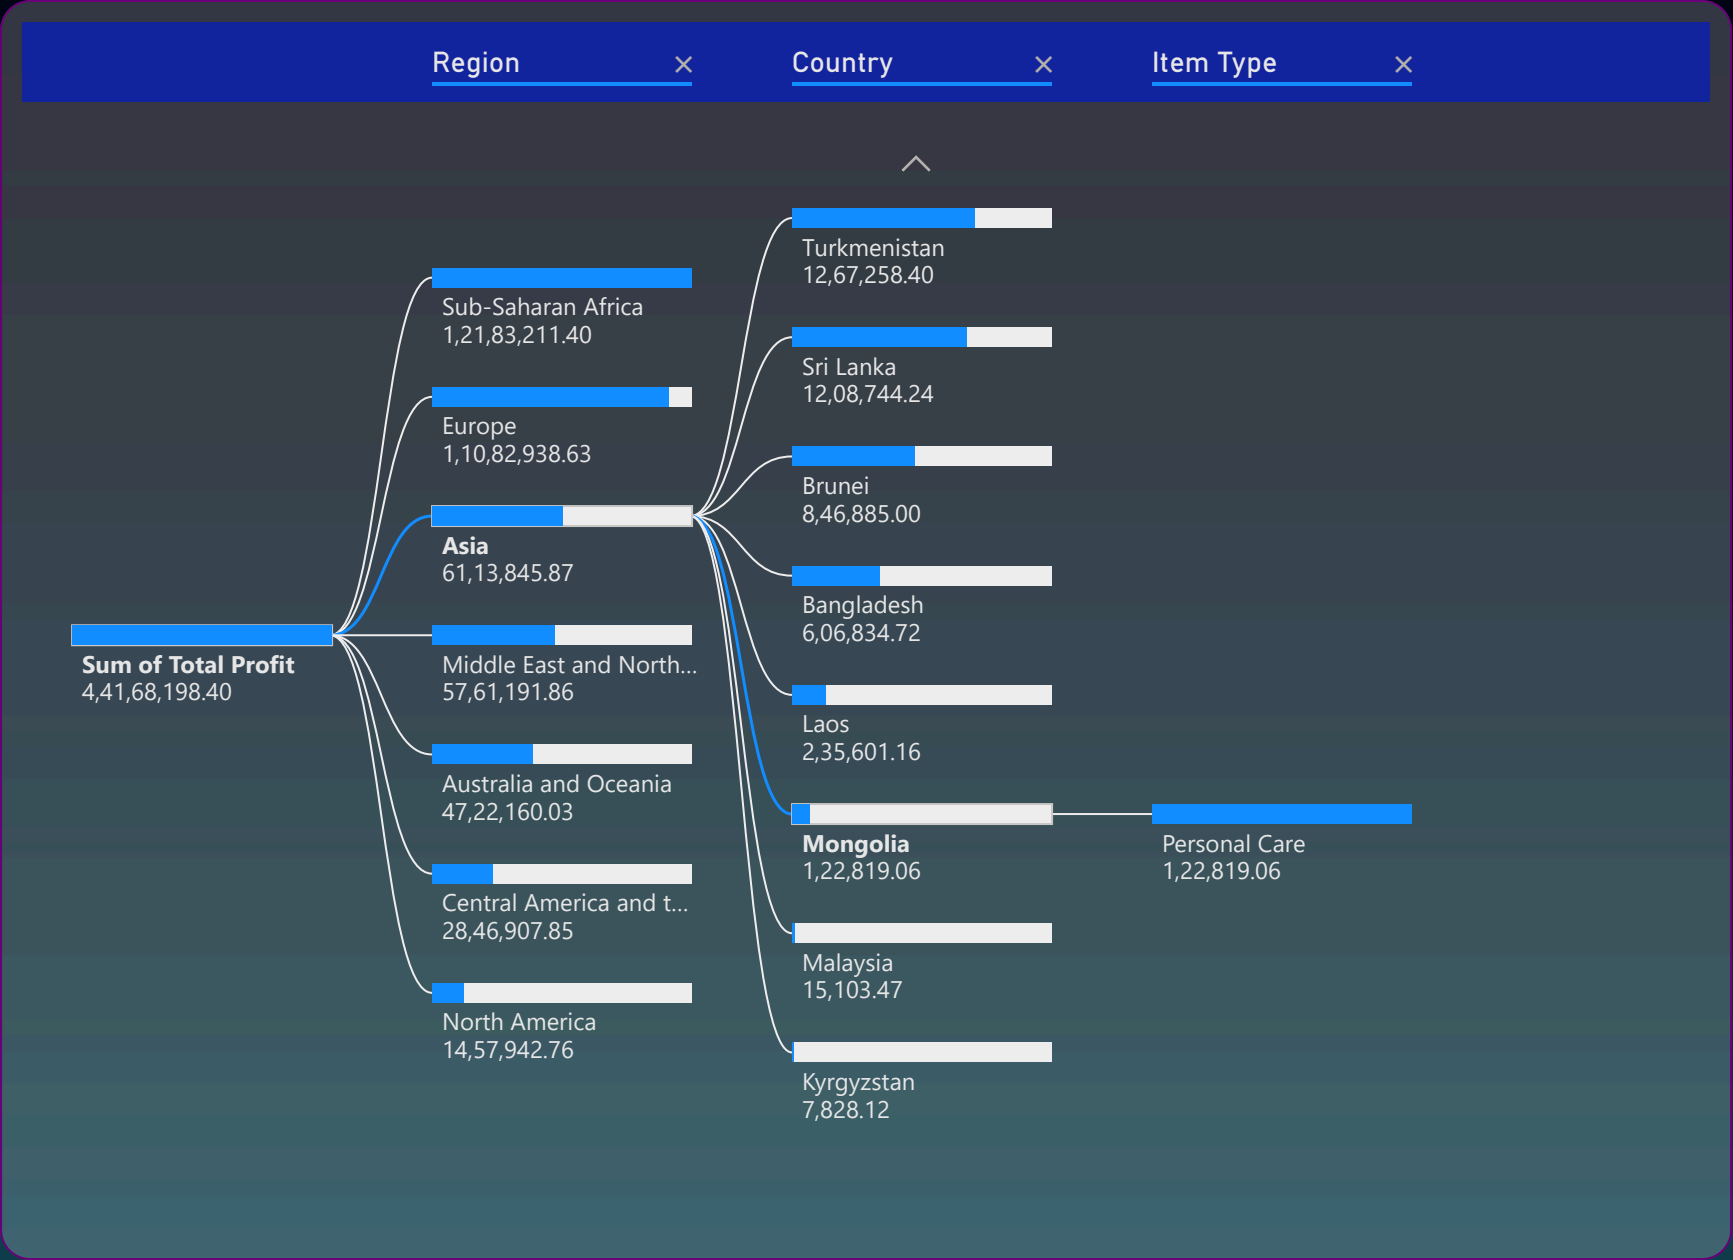 Region
Country
Item Type
Sum of Total Profit
4,41,68,198.40
Sub-Saharan Africa
1,21,83,211.40
Europe
1,10,82,938.63
Asia
61,13,845.87
Middle East and North...
57,61,191.86
Australia and Oceania
47,22,160.03
Central America and t...
28,46,907.85
North America
14,57,942.76
Turkmenistan
12,67,258.40
Sri Lanka
12,08,744.24
Brunei
8,46,885.00
Bangladesh
6,06,834.72
Laos
2,35,601.16
Mongolia
1,22,819.06
Malaysia
15,103.47
Kyrgyzstan
7,828.12
Personal Care
1,22,819.06